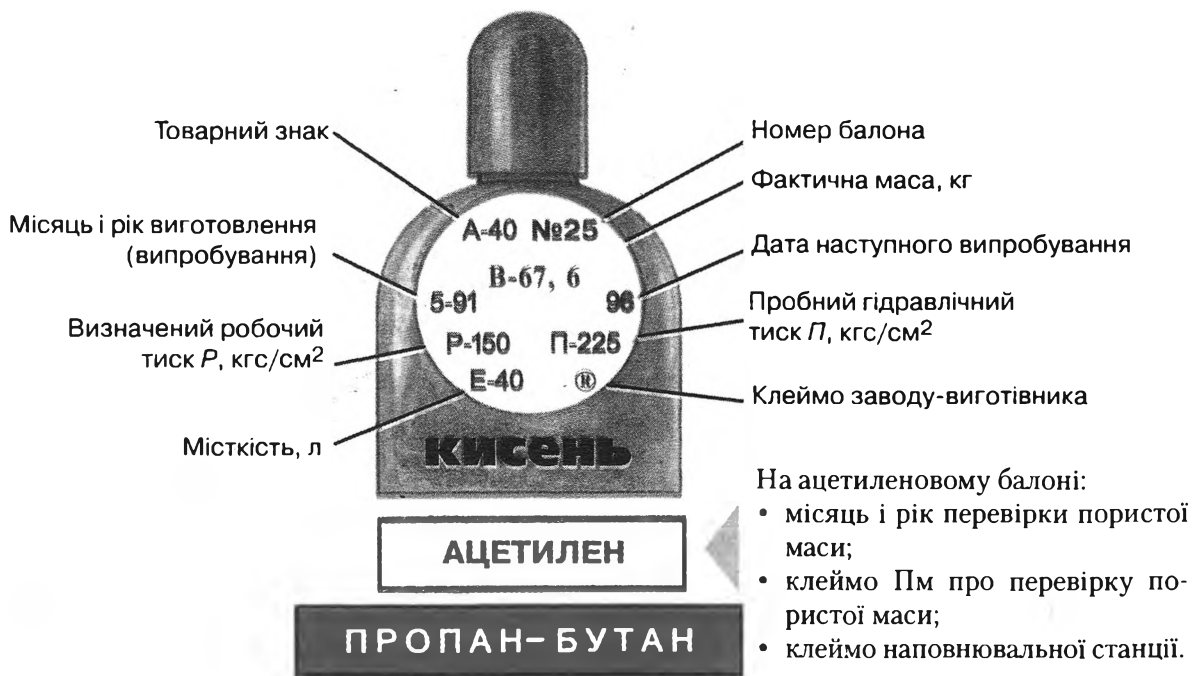 Товарний знак
Місяць і рік виготовлення
(випробування)
Визначений робочий
тиск Р, кгс/см²
Місткість, л
А-40 №25
В-67, 6
5-91 96
Р-150 П-225
Е-40 ®
кисень
Номер балона
Фактична маса, кг
Дата наступного випробування
Пробний гідравлічний
тиск П, кгс/см²
Клеймо заводу-виготівника
АЦЕТИЛЕН
ПРОПАН-БУТАН
На ацетиленовому балоні:
• місяць і рік перевірки пористої
маси;
• клеймо Пм про перевірку по-
ристої маси;
• клеймо наповнювальної станції.